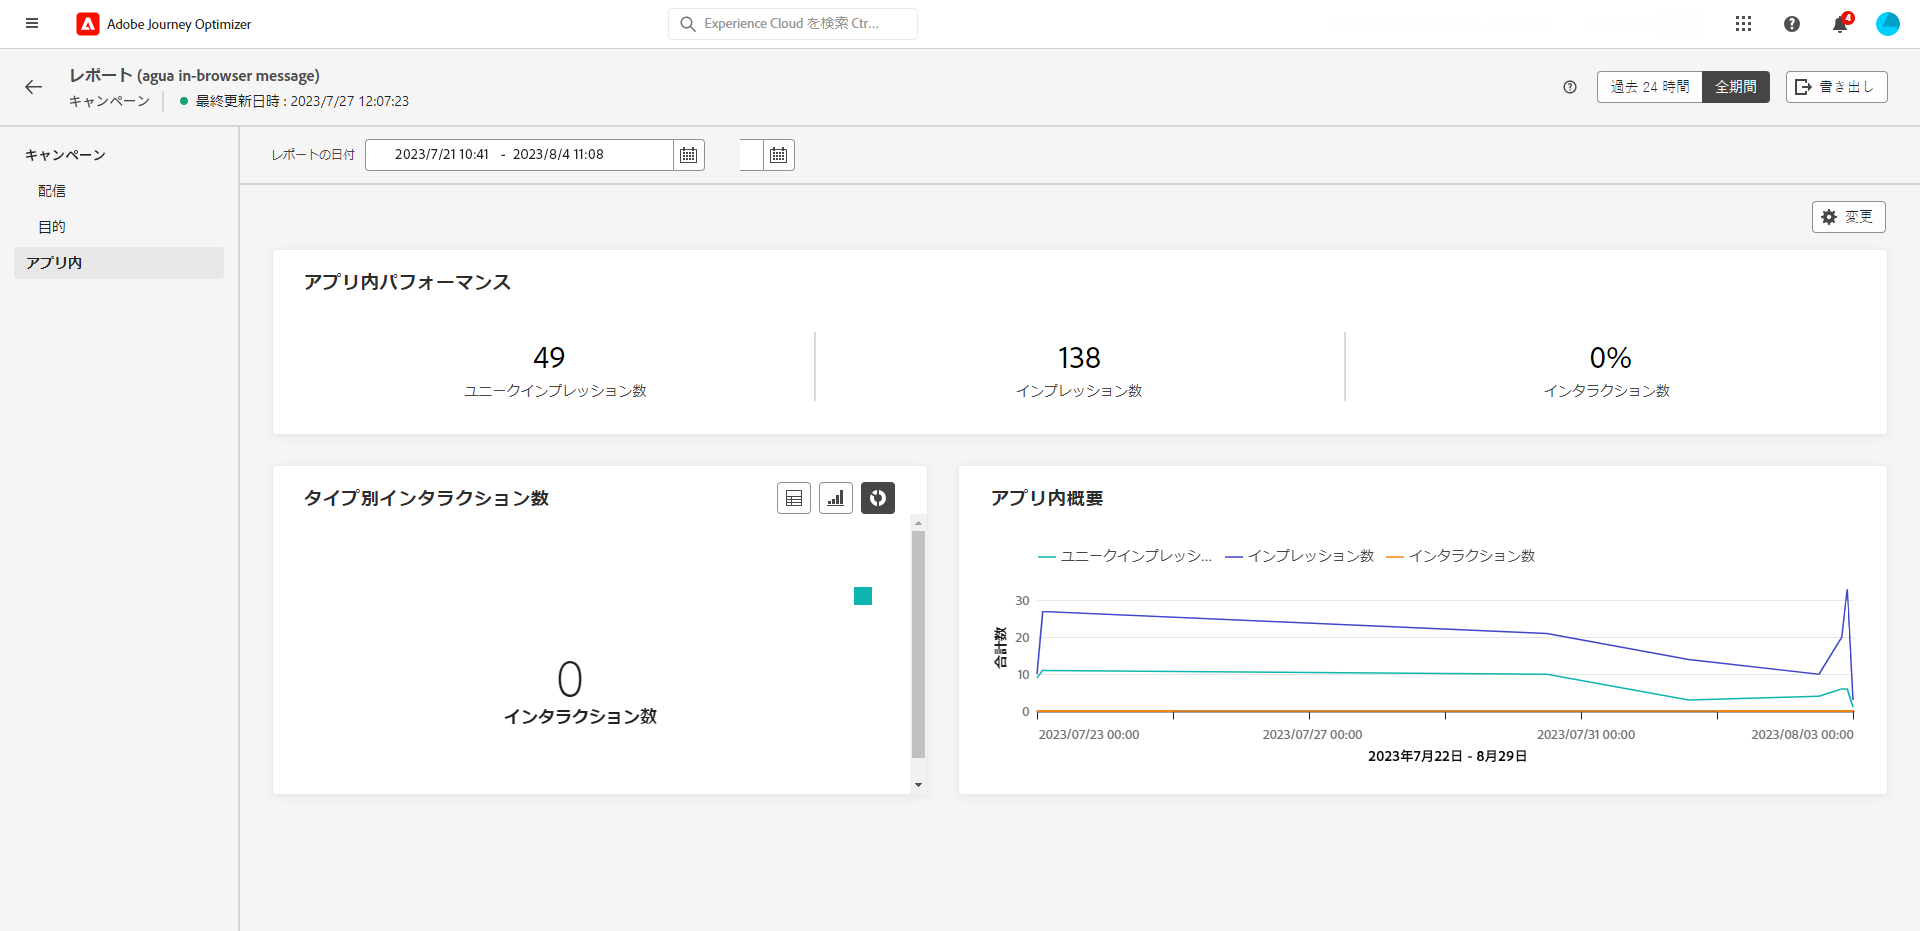 Adobe Journey Optimizer
Experience Cloud を検索 Ctr...
4
レポート (agua in-browser message)
キャンペーン
最終更新日時 : 2023/7/27 12:07:23
過去 24 時間
全期間
書き出し
キャンペーン
配信
目的
アプリ内
レポートの日付
2023/7/21 10:41 - 2023/8/4 11:08
変更
アプリ内パフォーマンス
49
ユニークインプレッション数
138
インプレッション数
0%
インタラクション数
タイプ別インタラクション数
0
インタラクション数
アプリ内概要
ユニークインプレッシ...
インプレッション数
インタラクション数
合計数
30
20
10
0
2023/07/23 00:00
2023/07/27 00:00
2023/07/31 00:00
2023/08/03 00:00
2023年7月22日 - 8月29日